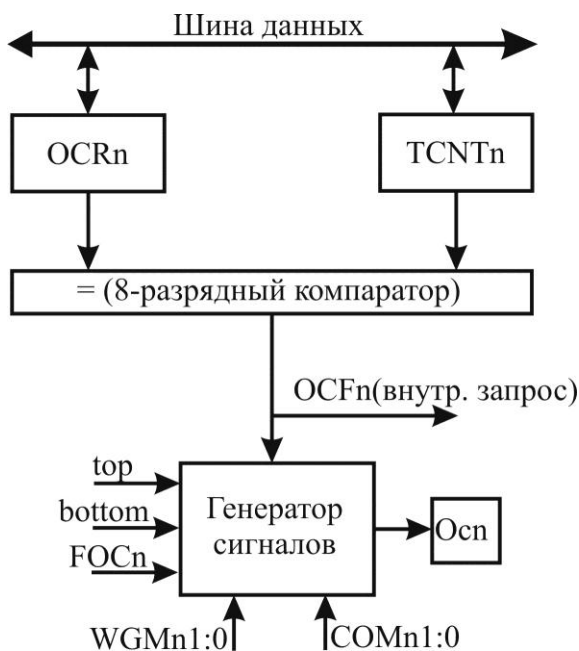 Шина данных
OCRn
TCNTn
= (8-разрядный компаратор)
OCFn(внутр. запрос)
top
bottom
FOCn
Генератор
сигналов
Ocn
WGMn1:0
COMn1:0